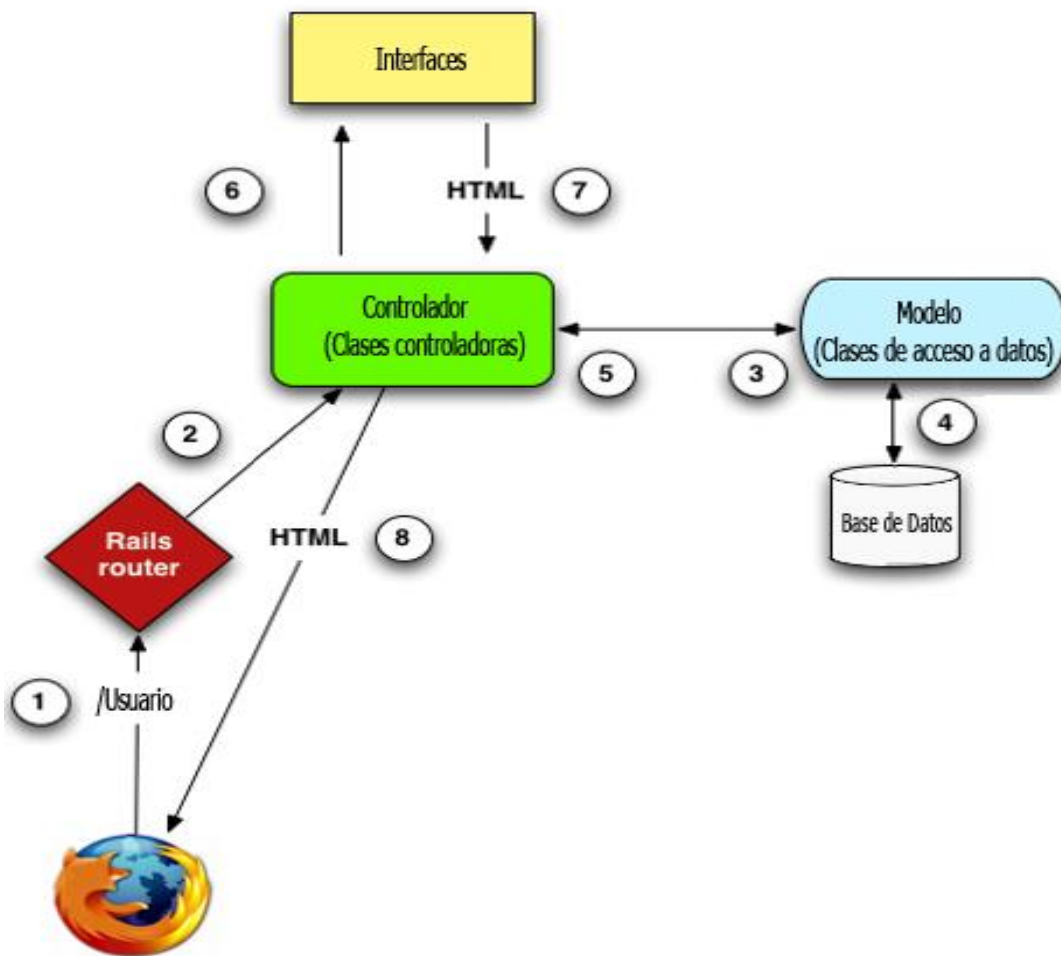 Interfaces
6
HTML
7
Controlador
(Clases controladoras)
Modelo
(Clases de acceso a datos)
5
3
2
4
Base de Datos
Rails
router
HTML
8
1
/Usuario